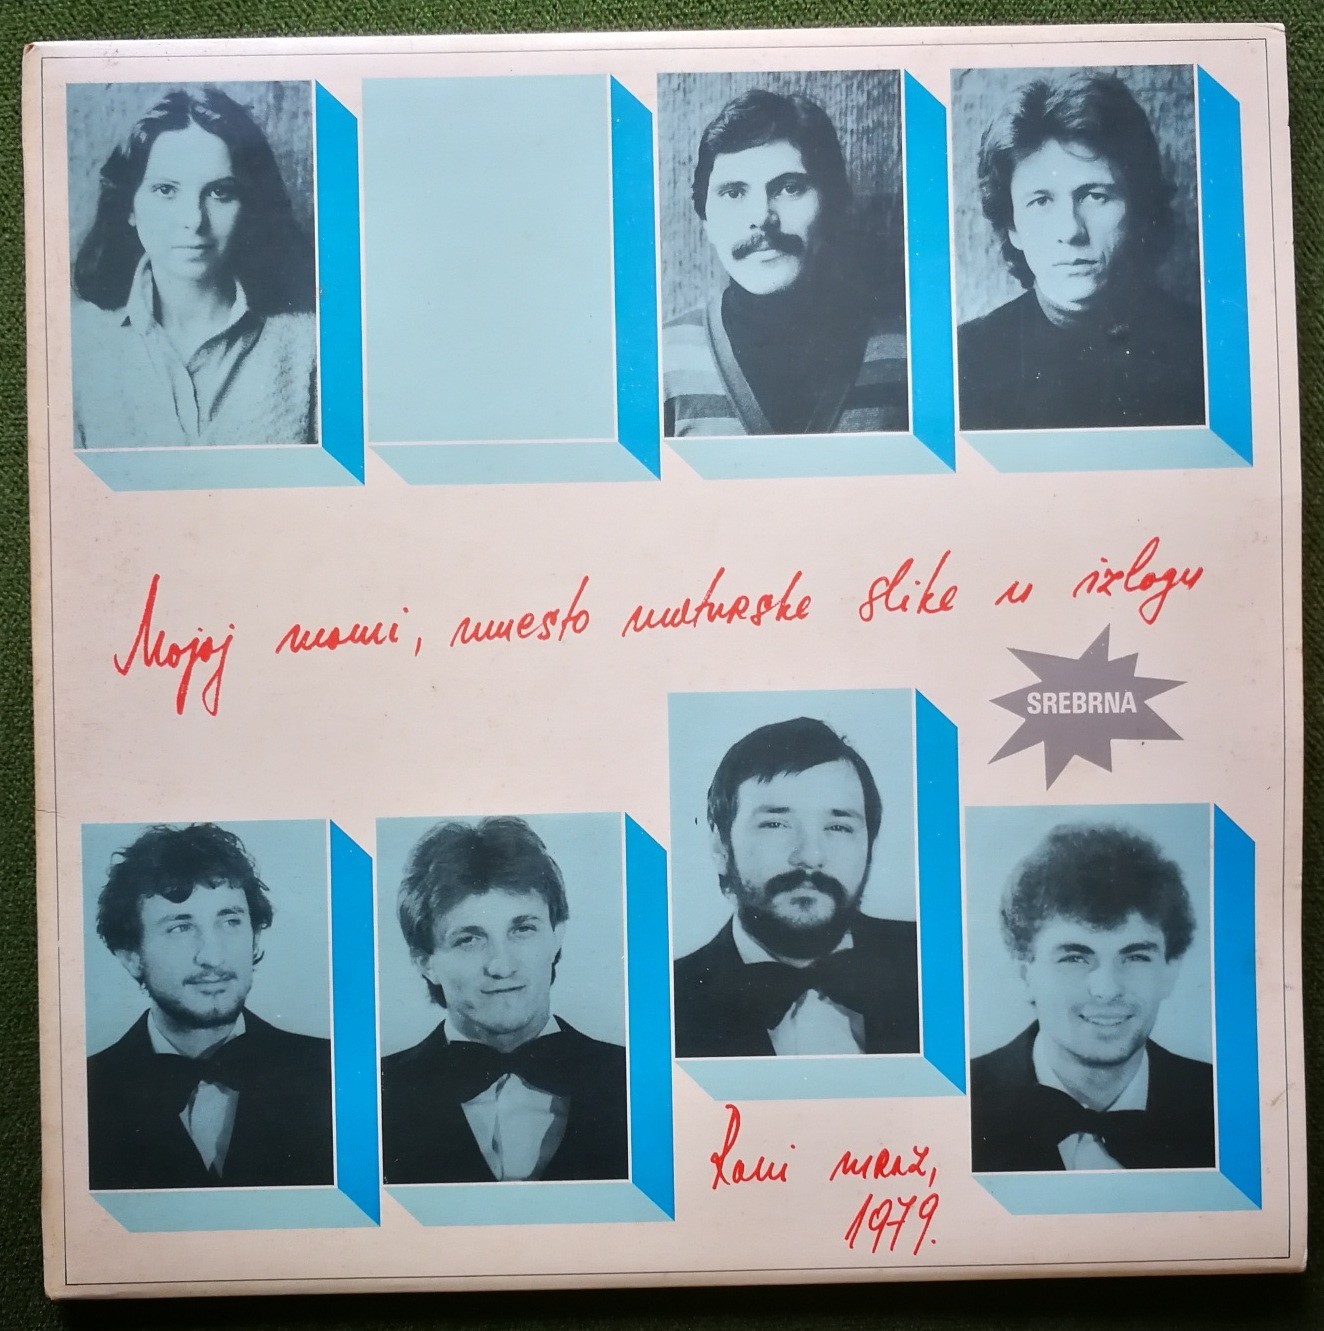 Mojoj mami, umesto maturske slike u izlogu
SREBRNA
Rani mraz,
1979.